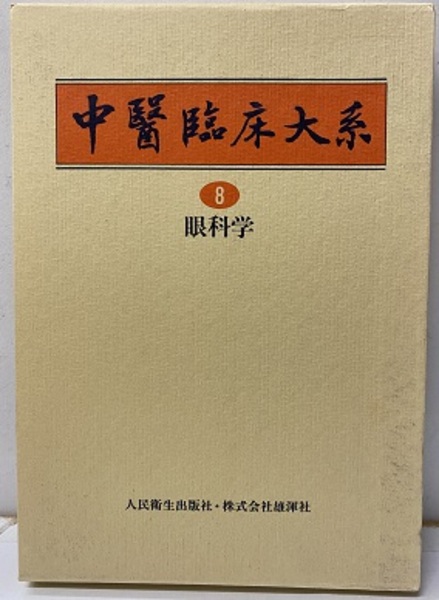 中醫臨床大系
8
眼科学
人民衛生出版社・株式会社雄渾社